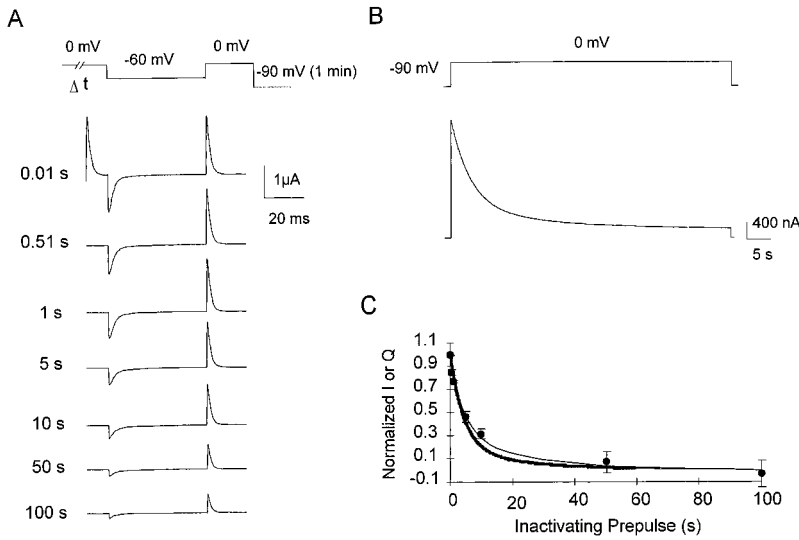 A
0 mV
-60 mV
0 mV
Δ t
-90 mV (1 min)
0.01 s
0.51 s
1 s
5 s
10 s
50 s
100 s
1µA
20 ms
B
0 mV
-90 mV
400 nA
5 s
C
Normalized I or Q
1.1
0.9
0.7
0.5
0.3
0.1
-0.1
0 20 40 60 80 100
Inactivating Prepulse (s)